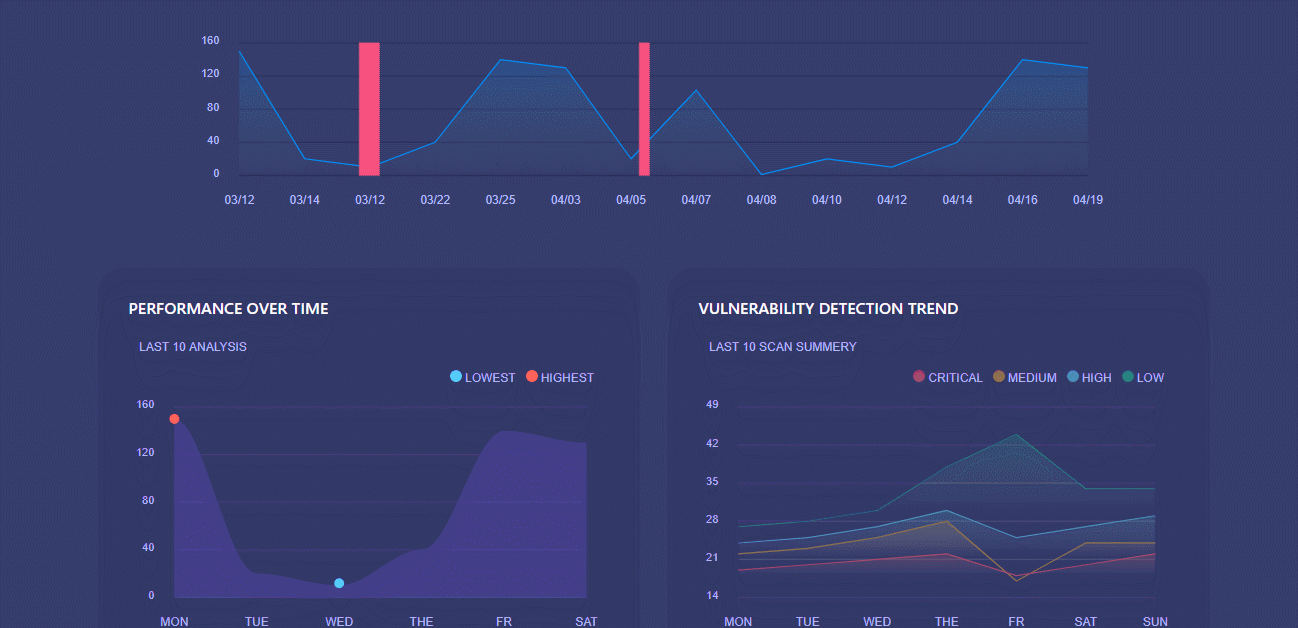 160
120
80
40
0
03/12 03/14 03/12 03/22 03/25 04/03 04/05 04/07 04/08 04/10 04/12 04/14 04/16 04/19
PERFORMANCE OVER TIME
LAST 10 ANALYSIS
LOWEST HIGHEST
160
120
80
40
0
MON TUE WED THE FR SAT
VULNERABILITY DETECTION TREND
LAST 10 SCAN SUMMERY
CRITICAL MEDIUM HIGH LOW
49
42
35
28
21
14
MON TUE WED THE FR SAT SUN